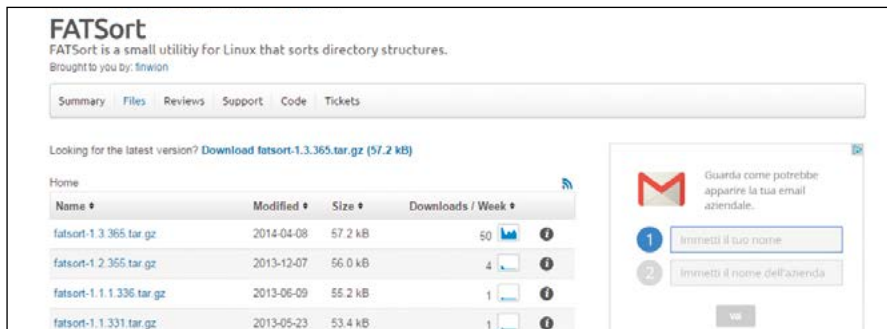 FATSort
FATSort is a small utilitiy for Linux that sorts directory structures.
Brought to you by: finwion
Summary Files Reviews Support Code Tickets
Looking for the latest version? Download fatsort-1.3.365.tar.gz (57.2 kB)
Home
Name Modified Size Downloads / Week
fatsort-1.3.365.tar.gz 2014-04-08 57.2 kB 50
fatsort-1.2.355.tar.gz 2013-12-07 56.0 kB 4
fatsort-1.1.1.336.tar.gz 2013-06-09 55.2 kB 1
fatsort-1.1.331.tar.gz 2013-05-23 53.4 kB 1
Guarda come potrebbe
apparire la tua email
aziendale.
1 Immetti il tuo nome
2 Immetti il nome dell'azienda
vai